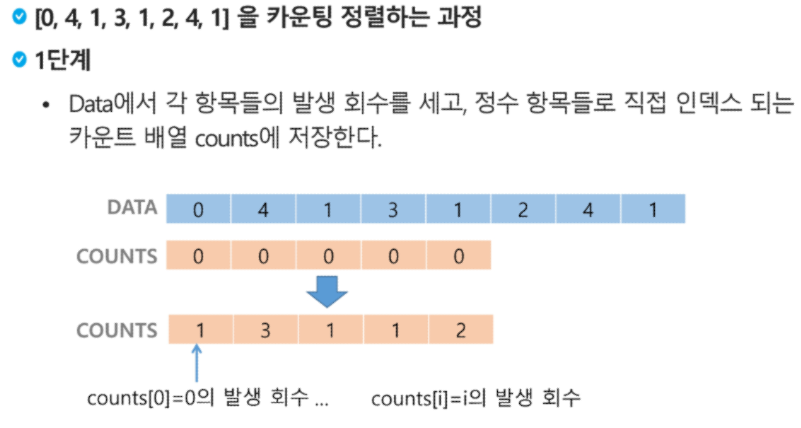 [0, 4, 1, 3, 1, 2, 4, 1] 을 카운팅 정렬하는 과정
1단계
• Data에서 각 항목들의 발생 회수를 세고, 정수 항목들로 직접 인덱스 되는
카운트 배열 counts에 저장한다.
DATA 0 4 1 3 1 2 4 1
COUNTS 0 0 0 0 0
COUNTS 1 3 1 1 2
counts[0]=0의 발생 회수 ... counts[i]=i의 발생 회수